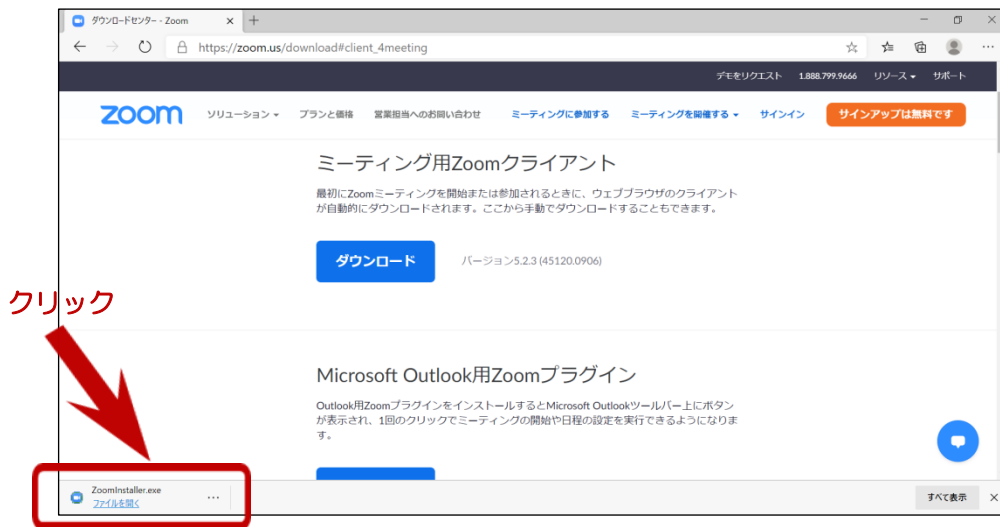 ダウンロードセンター - Zoom
https://zoom.us/download#client_4meeting
デモをリクエスト 1.888.799.9666 リソース サポート
zoom ソリューション プランと価格 営業担当へのお問い合わせ ミーティングに参加する ミーティングを開催する サインイン サインアップは無料です
ミーティング用Zoomクライアント
最初にZoomミーティングを開始または参加されるときに、ウェブブラウザのクライアント
が自動的にダウンロードされます。ここから手動でダウンロードすることもできます。
ダウンロード バージョン5.2.3 (45120.0906)
クリック
Microsoft Outlook用Zoomプラグイン
Outlook用ZoomプラグインをインストールするとMicrosoft Outlookツールバー上にボタン
が表示され、1回のクリックでミーティングの開始や日程の設定を実行できるようになりま
す。
ZoomInstaller.exe
ファイルを開く
すべて表示